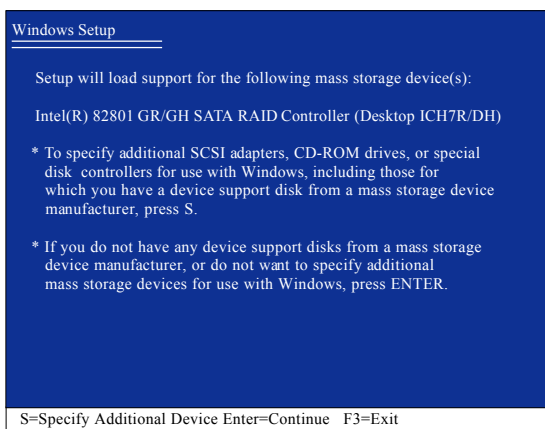 Windows Setup
Setup will load support for the following mass storage device(s):
Intel(R) 82801 GR/GH SATA RAID Controller (Desktop ICH7R/DH)
* To specify additional SCSI adapters, CD-ROM drives, or special
disk controllers for use with Windows, including those for
which you have a device support disk from a mass storage device
manufacturer, press S.
* If you do not have any device support disks from a mass storage
device manufacturer, or do not want to specify additional
mass storage devices for use with Windows, press ENTER.
S=Specify Additional Device Enter=Continue F3=Exit